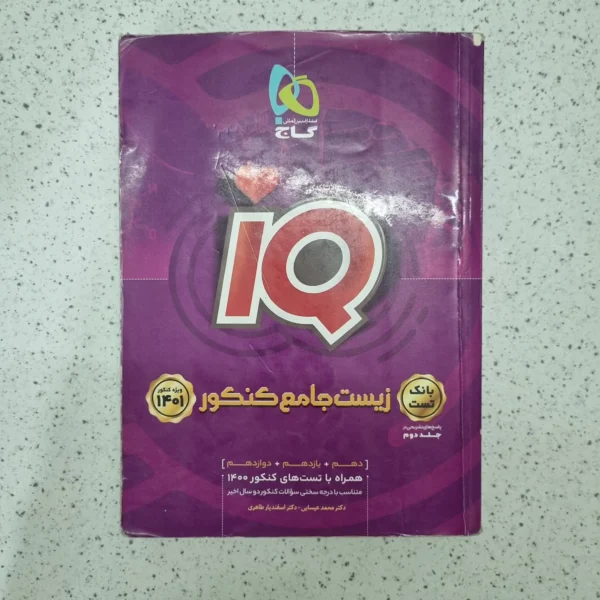 انتشارات بین‌المللی
گاج
IQ
بانک
تست
پاسخ‌های تشریحی در
جلد دوم
زیست جامع کنکور
ویژه کنکور
۱۴۰۱
[دهم + یازدهم + دوازدهم]
همراه با تست‌های کنکور ۱۴۰۰
متناسب با درجه سختی سؤالات کنکور دو سال اخیر
دکتر محمد عیسایی - دکتر اسفندیار طاهری